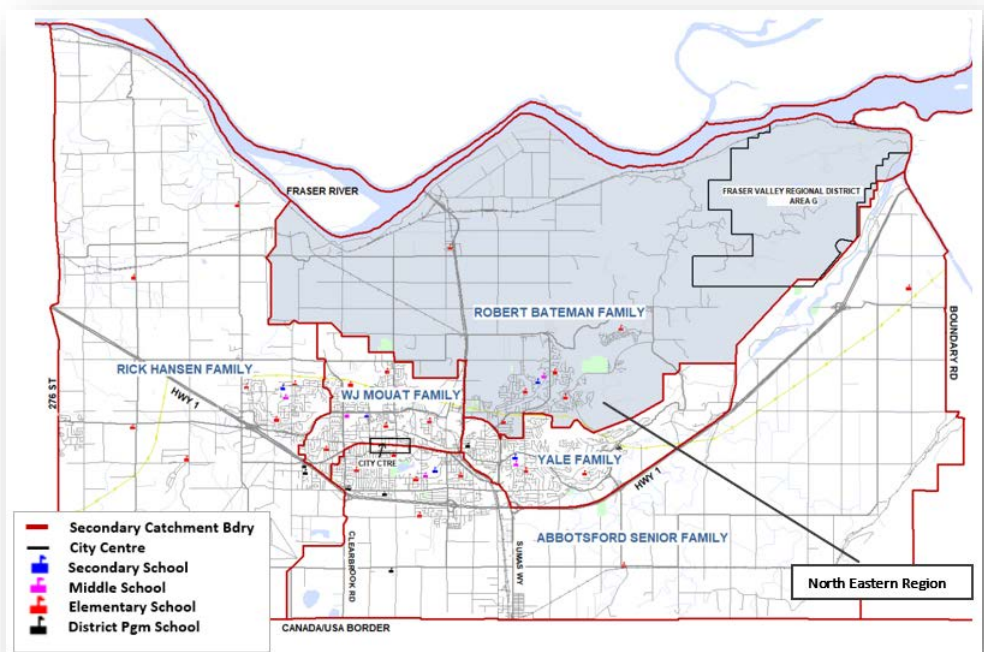 FRASER RIVER
FRASER VALLEY REGIONAL DISTRICT
AREA G
ROBERT BATEMAN FAMILY
BOUNDARY RD
276 ST
RICK HANSEN FAMILY
HWY 1
WJ MOUAT FAMILY
CITY CTRE
YALE FAMILY
HWY 1
ABBOTSFORD SENIOR FAMILY
CLEARBROOK RD
SUMAS WY
North Eastern Region
Secondary Catchment Bdry
City Centre
Secondary School
Middle School
Elementary School
District Pgm School
CANADA/USA BORDER